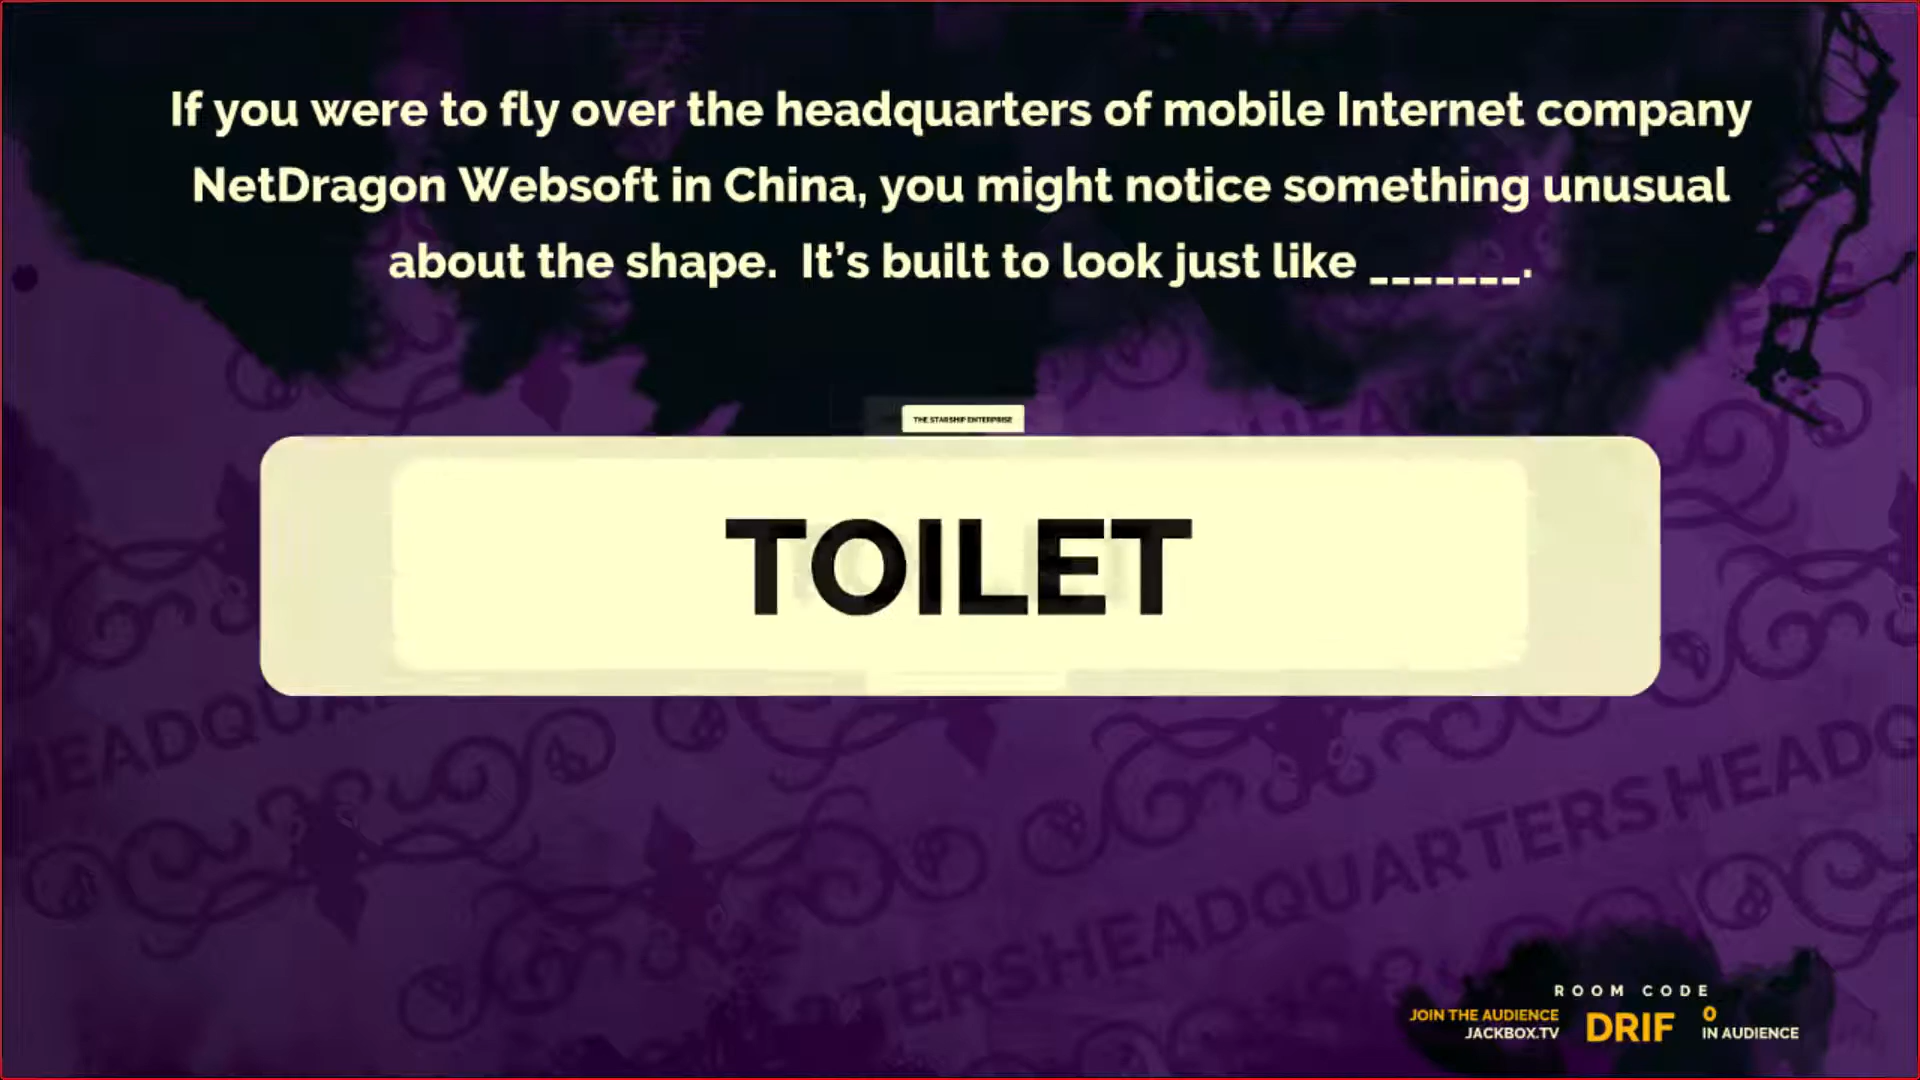 If you were to fly over the headquarters of mobile Internet company
NetDragon Websoft in China, you might notice something unusual
about the shape.  It’s built to look just like _______.
THE STARSHIP ENTERPRISE
TOILET
HEADQUA
TERSHEADQUARTERSHEADQ
ROOM CODE
JOIN THE AUDIENCE
JACKBOX.TV
DRIF
0
IN AUDIENCE